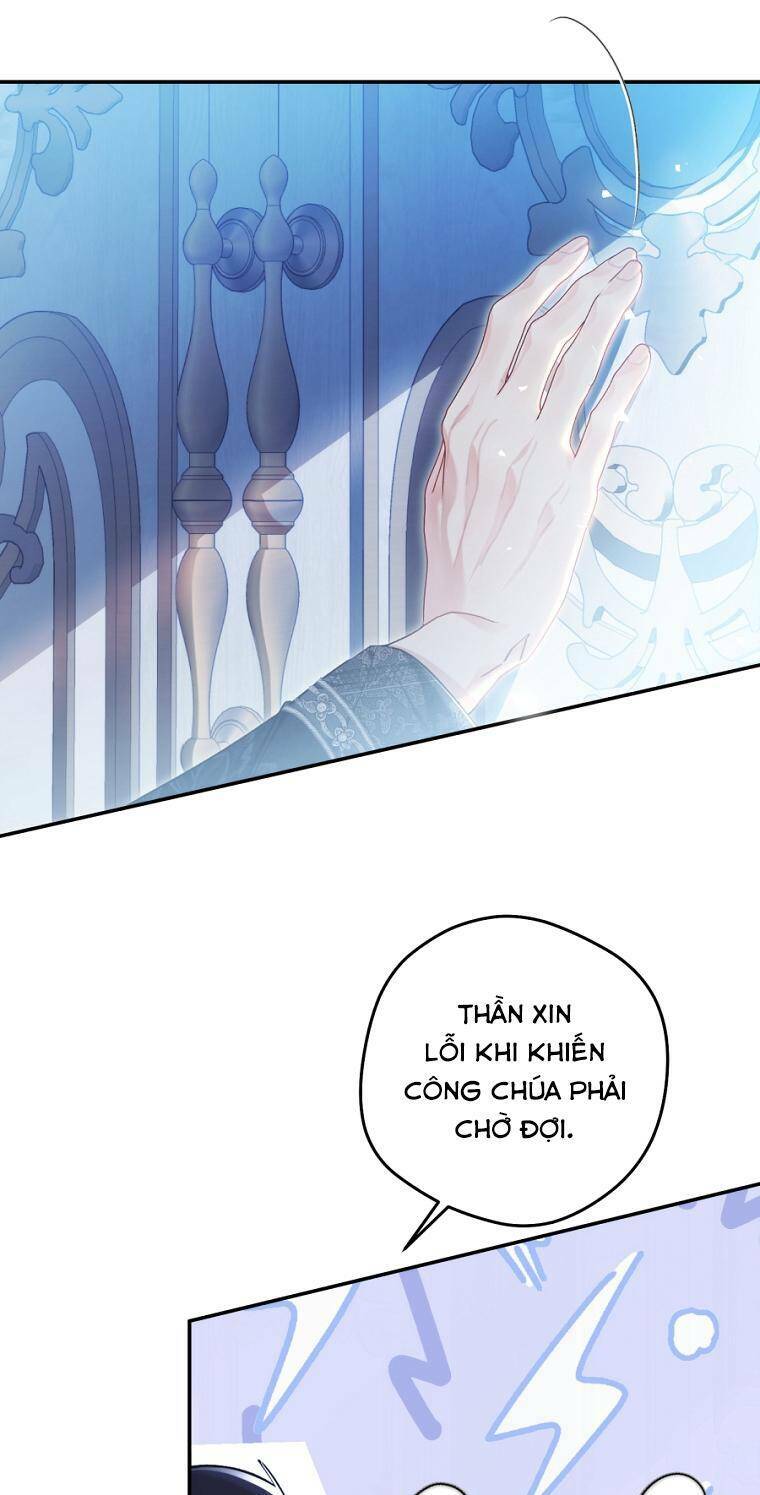 THẦN XIN
LỖI KHI KHIẾN
CÔNG CHÚA PHẢI
CHỜ ĐỢI.